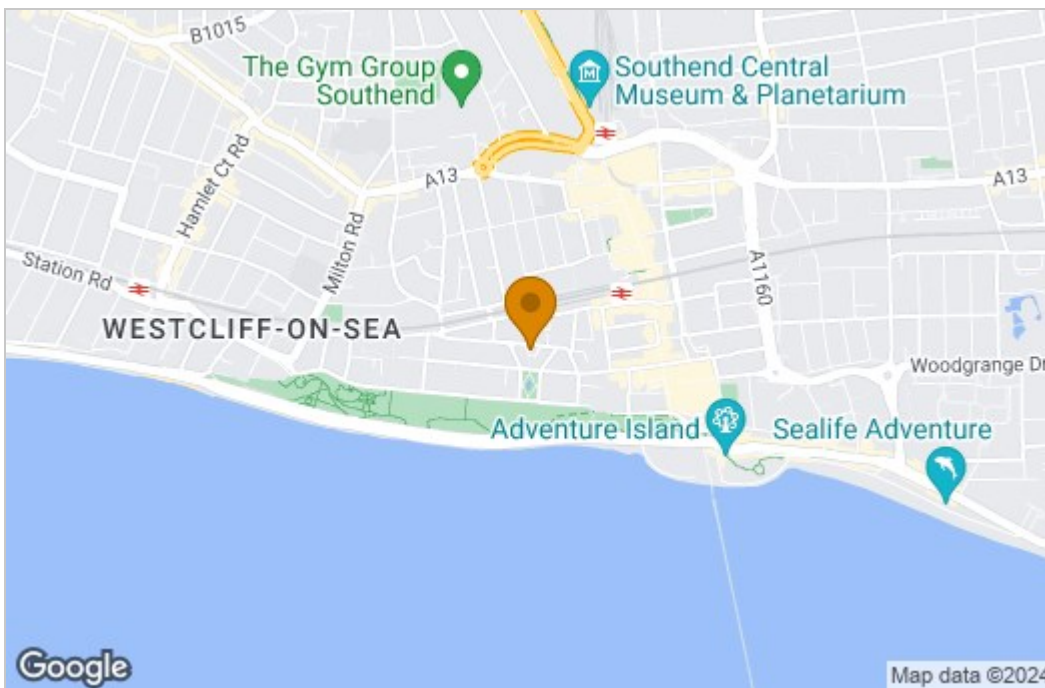 B1015
The Gym Group
Southend
Southend Central
Museum & Planetarium
M
Hamlet Ct Rd
A13
A13
Milton Rd
Station Rd
A1160
WESTCLIFF-ON-SEA
Woodgrange Dr
Adventure Island
Sealife Adventure
Google
Map data ©2024